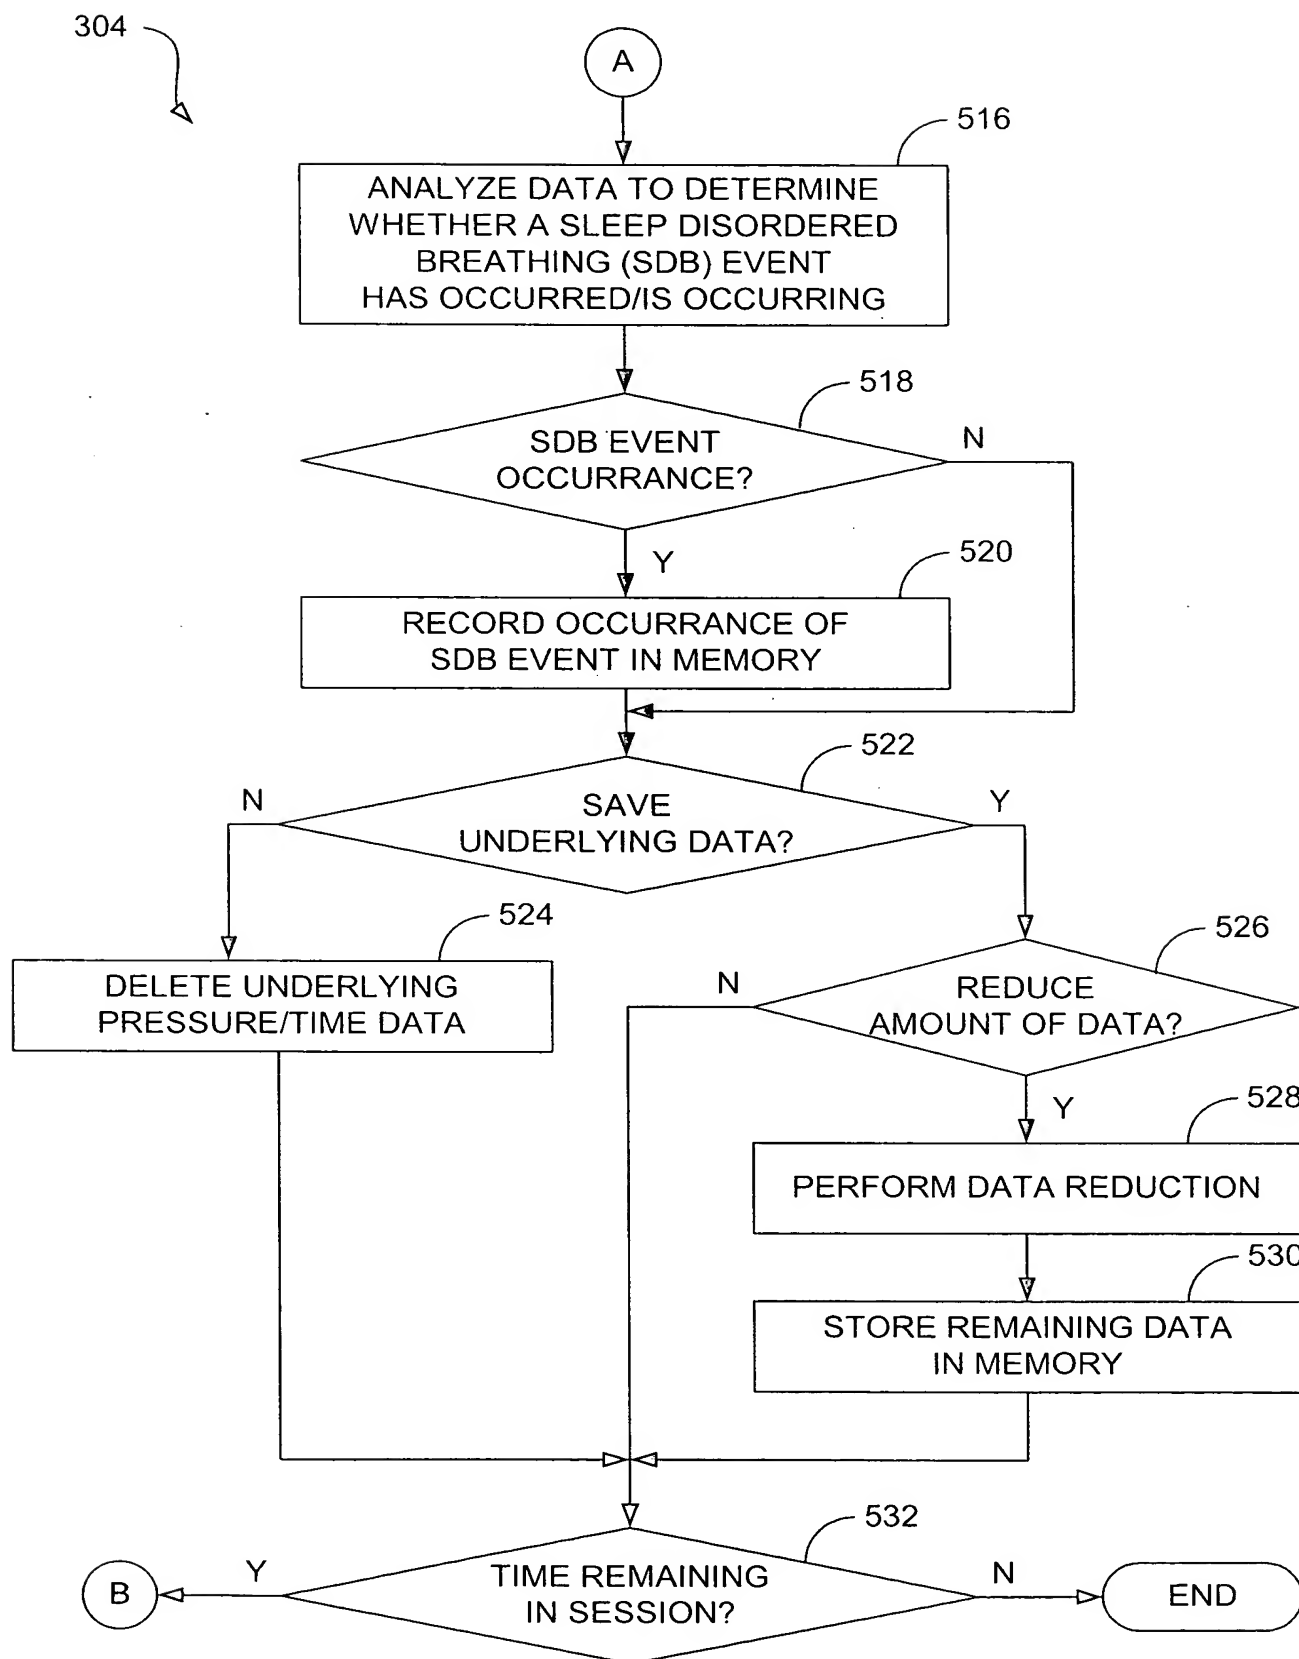 304
A
516
ANALYZE DATA TO DETERMINE
WHETHER A SLEEP DISORDERED
BREATHING (SDB) EVENT
HAS OCCURRED/IS OCCURRING
518
SDB EVENT
OCCURRANCE?
N
Y
520
RECORD OCCURRANCE OF
SDB EVENT IN MEMORY
522
N
SAVE
UNDERLYING DATA?
Y
524
DELETE UNDERLYING
PRESSURE/TIME DATA
526
N
REDUCE
AMOUNT OF DATA?
Y
528
PERFORM DATA REDUCTION
530
STORE REMAINING DATA
IN MEMORY
532
B
Y
TIME REMAINING
IN SESSION?
N
END